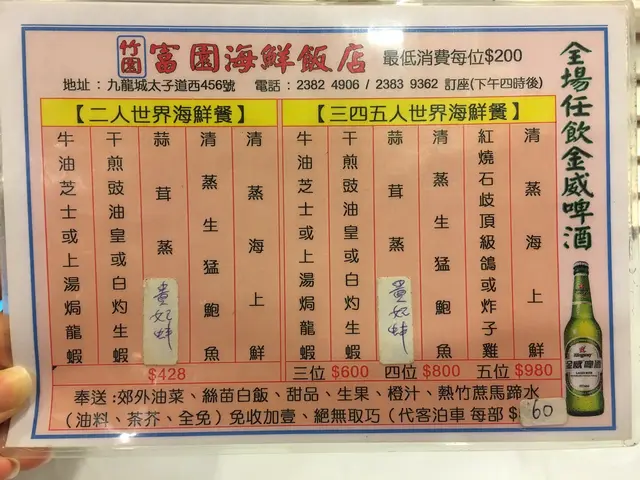 竹園 富園海鮮飯店 最低消費每位$200
地址：九龍城太子道西456號 電話：2382 4906 / 2383 9362 訂座(下午四時後)
【二人世界海鮮餐】
牛油芝士或上湯焗龍蝦
干煎豉油皇或白灼生蝦
蒜茸蒸貴妃蚌
清蒸生猛鮑魚
清蒸海上鮮
$428
【三四五人世界海鮮餐】
牛油芝士或上湯焗龍蝦
干煎豉油皇或白灼生蝦
蒜茸蒸貴妃蚌
清蒸生猛鮑魚
紅燒石歧頂級鴿或炸子雞
清蒸海上鮮
三位 $600 四位 $800 五位 $980
奉送:郊外油菜、絲苗白飯、甜品、生果、橙汁、熱竹蔗馬蹄水
(油料、茶芥、全免) 免收加壹、絕無取巧 (代客泊車 每部 $60
全場任飲金威啤酒
Kingway
金威啤酒